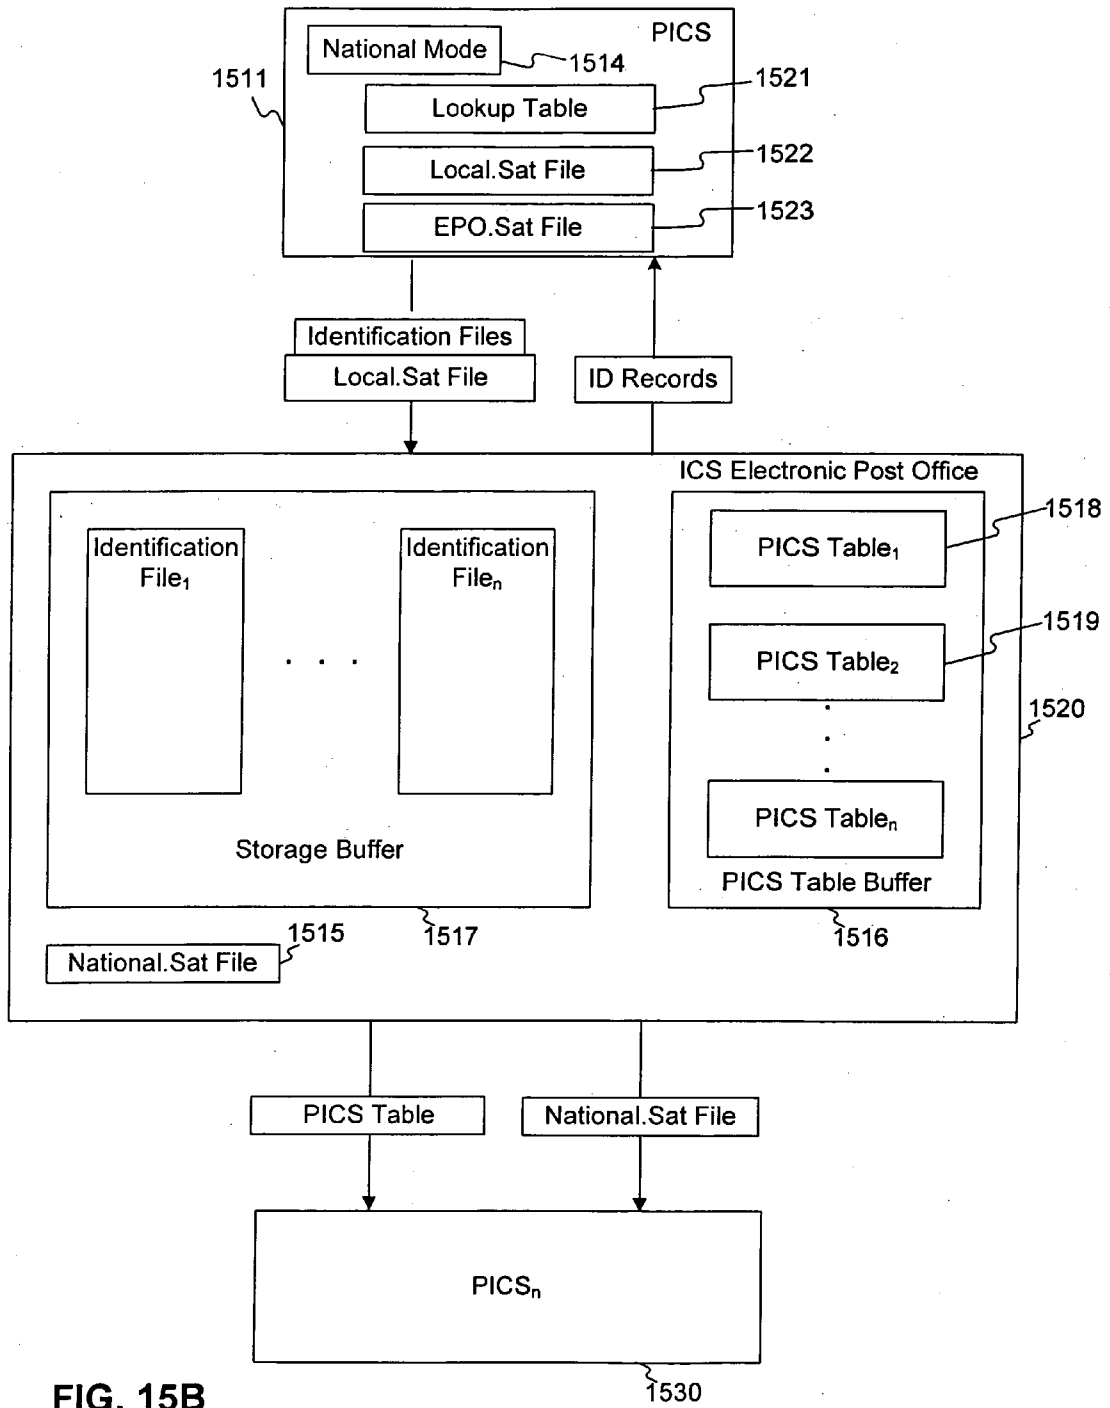 PICS
National Mode
1514
1511
1521
Lookup Table
1522
Local.Sat File
1523
EPO.Sat File
Identification Files
Local.Sat File
ID Records
ICS Electronic Post Office
1518
Identification
File₁
Identification
Fileₙ
. . .
PICS Table₁
1519
PICS Table₂
1520
.
.
.
PICS Tableₙ
Storage Buffer
PICS Table Buffer
1515
1517
1516
National.Sat File
PICS Table
National.Sat File
PICSₙ
1530
FIG. 15B